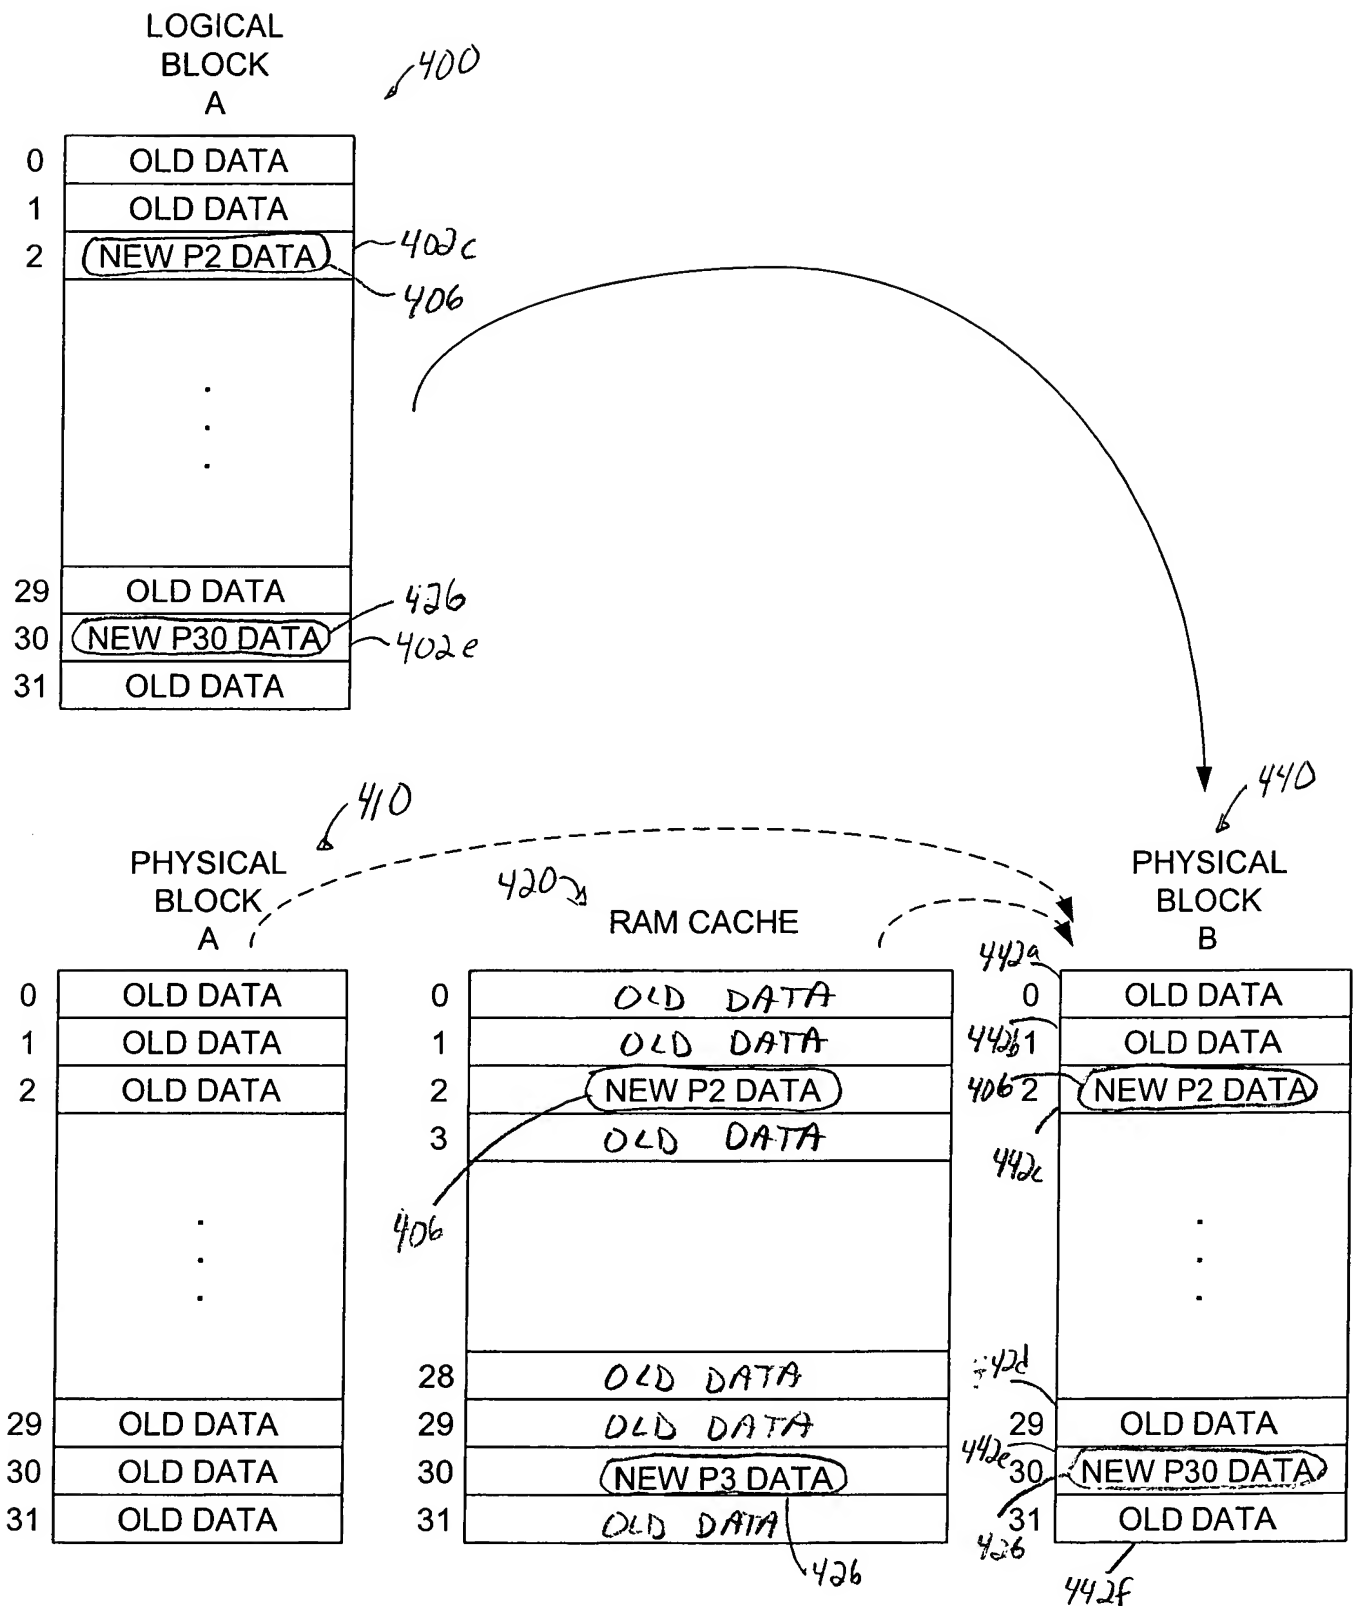 LOGICAL
BLOCK
A
400
0 OLD DATA
1 OLD DATA
2 NEW P2 DATA 402c
406
29 OLD DATA
426
30 NEW P30 DATA 402e
31 OLD DATA
410
PHYSICAL
BLOCK
A
0 OLD DATA
1 OLD DATA
2 OLD DATA
29 OLD DATA
30 OLD DATA
31 OLD DATA
420
RAM CACHE
0 OLD DATA
1 OLD DATA
2 NEW P2 DATA
3 OLD DATA
406
28 OLD DATA
29 OLD DATA
30 NEW P3 DATA
31 OLD DATA
426
440
PHYSICAL
BLOCK
B
442a
0 OLD DATA
442b 1 OLD DATA
406 2 NEW P2 DATA
442c
29 OLD DATA
442e 30 NEW P30 DATA
31 OLD DATA
426
442f